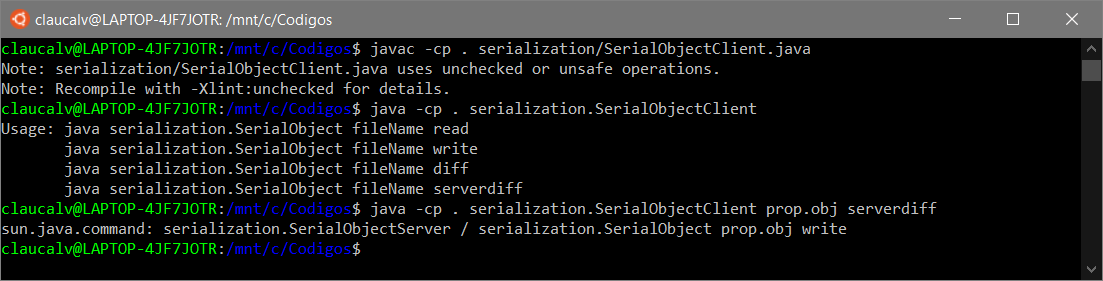 claucalv@LAPTOP-4JF7JOTR: /mnt/c/Codigos
claucalv@LAPTOP-4JF7JOTR:/mnt/c/Codigos$ javac -cp . serialization/SerialObjectClient.java
Note: serialization/SerialObjectClient.java uses unchecked or unsafe operations.
Note: Recompile with -Xlint:unchecked for details.
claucalv@LAPTOP-4JF7JOTR:/mnt/c/Codigos$ java -cp . serialization.SerialObjectClient
Usage: java serialization.SerialObject fileName read
       java serialization.SerialObject fileName write
       java serialization.SerialObject fileName diff
       java serialization.SerialObject fileName serverdiff
claucalv@LAPTOP-4JF7JOTR:/mnt/c/Codigos$ java -cp . serialization.SerialObjectClient prop.obj serverdiff
sun.java.command: serialization.SerialObjectServer / serialization.SerialObject prop.obj write
claucalv@LAPTOP-4JF7JOTR:/mnt/c/Codigos$